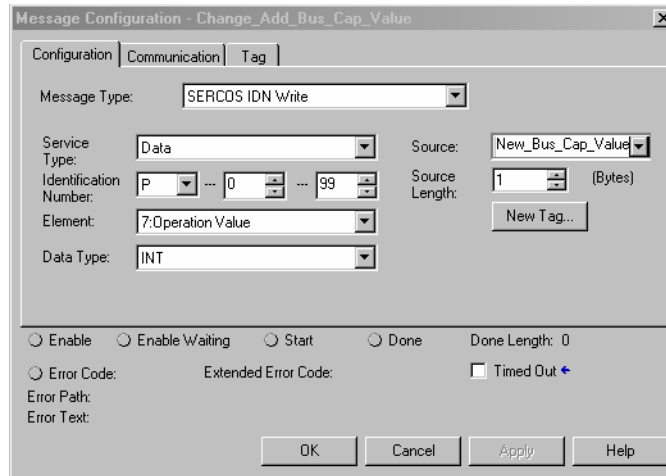 Message Configuration - Change_Add_Bus_Cap_Value
Configuration Communication Tag
Message Type: SERCOS IDN Write
Service Type: Data
Source: New_Bus_Cap_Value
Identification Number: P --- 0 --- 99
Source Length: 1 (Bytes)
Element: 7:Operation Value
New Tag...
Data Type: INT
Enable Enable Waiting Start Done Done Length: 0
Error Code: Extended Error Code: Timed Out
Error Path:
Error Text:
OK Cancel Apply Help